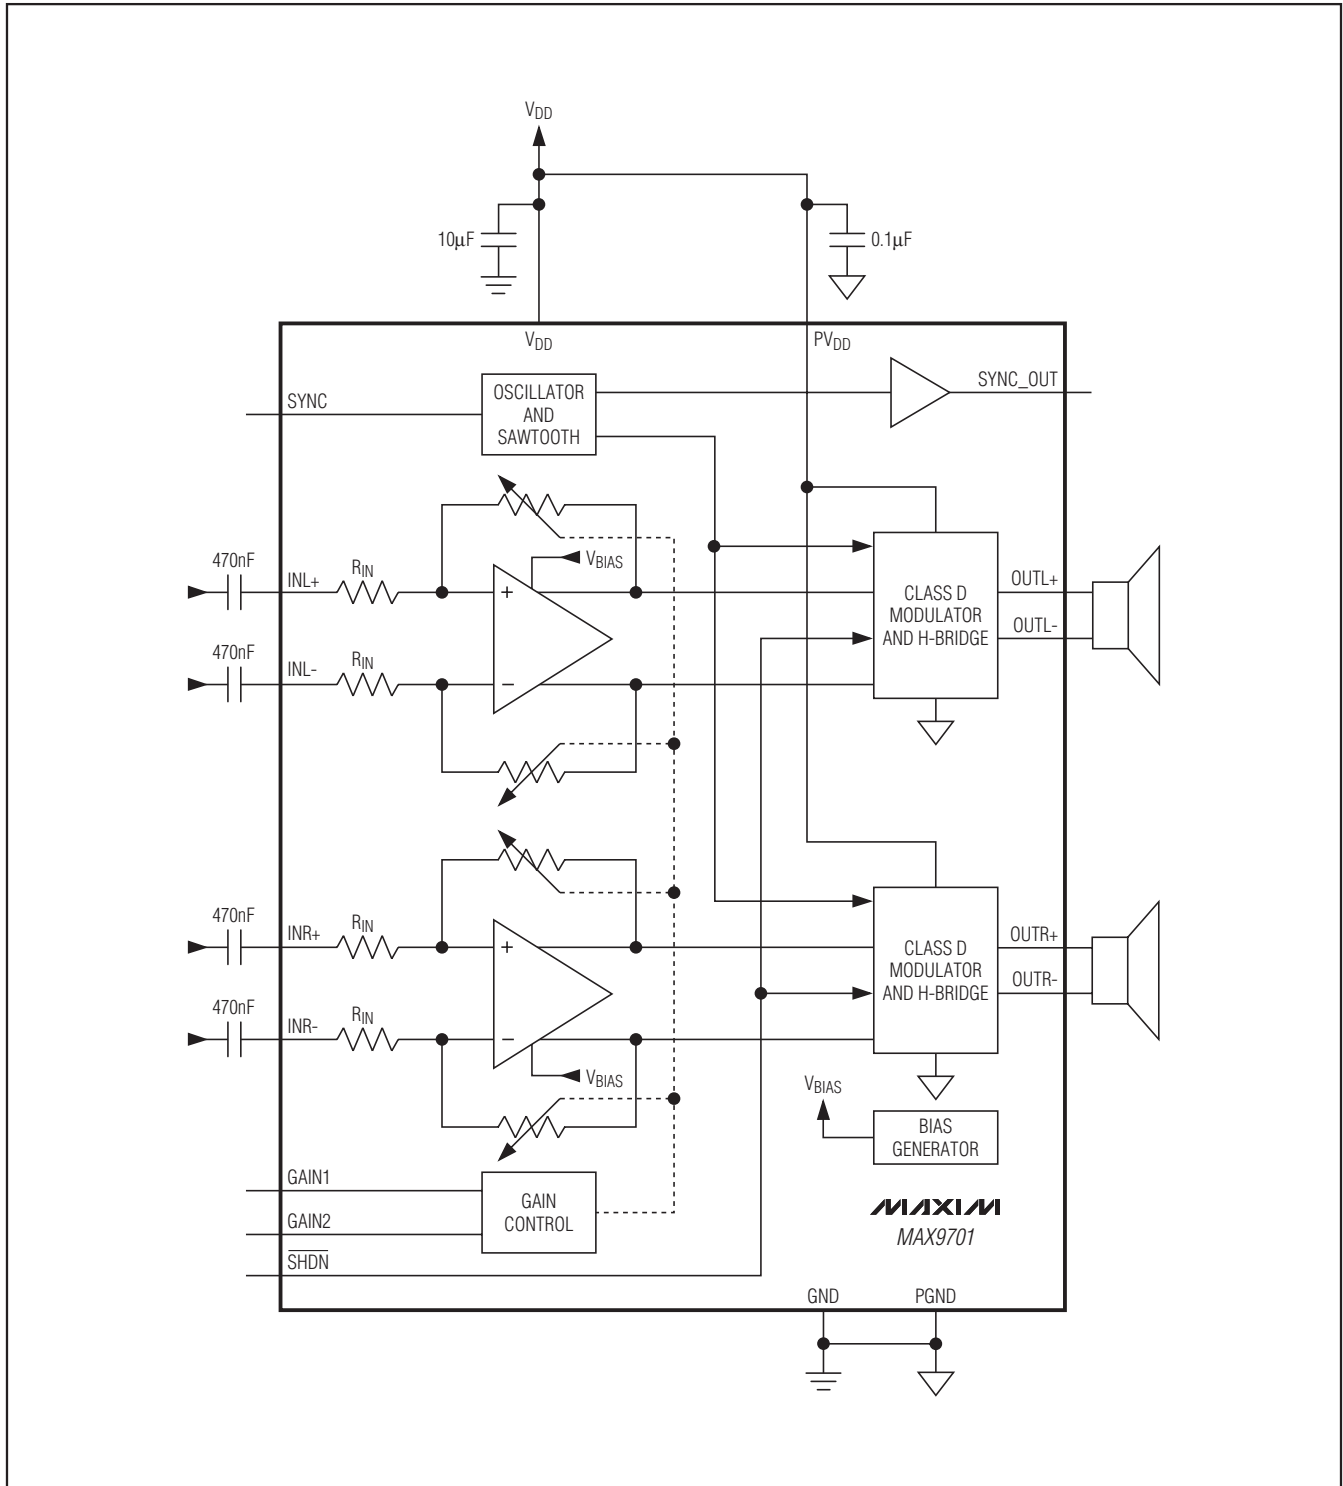 VDD
10µF
0.1µF
VDD
PVDD
SYNC
OSCILLATOR
AND
SAWTOOTH
SYNC_OUT
470nF
INL+
RIN
+
VBIAS
470nF
INL-
RIN
−
CLASS D
MODULATOR
AND H-BRIDGE
OUTL+
OUTL-
470nF
INR+
RIN
+
470nF
INR-
RIN
−
VBIAS
CLASS D
MODULATOR
AND H-BRIDGE
OUTR+
OUTR-
VBIAS
BIAS
GENERATOR
GAIN1
GAIN2
SHDN
GAIN
CONTROL
MAXIM
MAX9701
GND
PGND